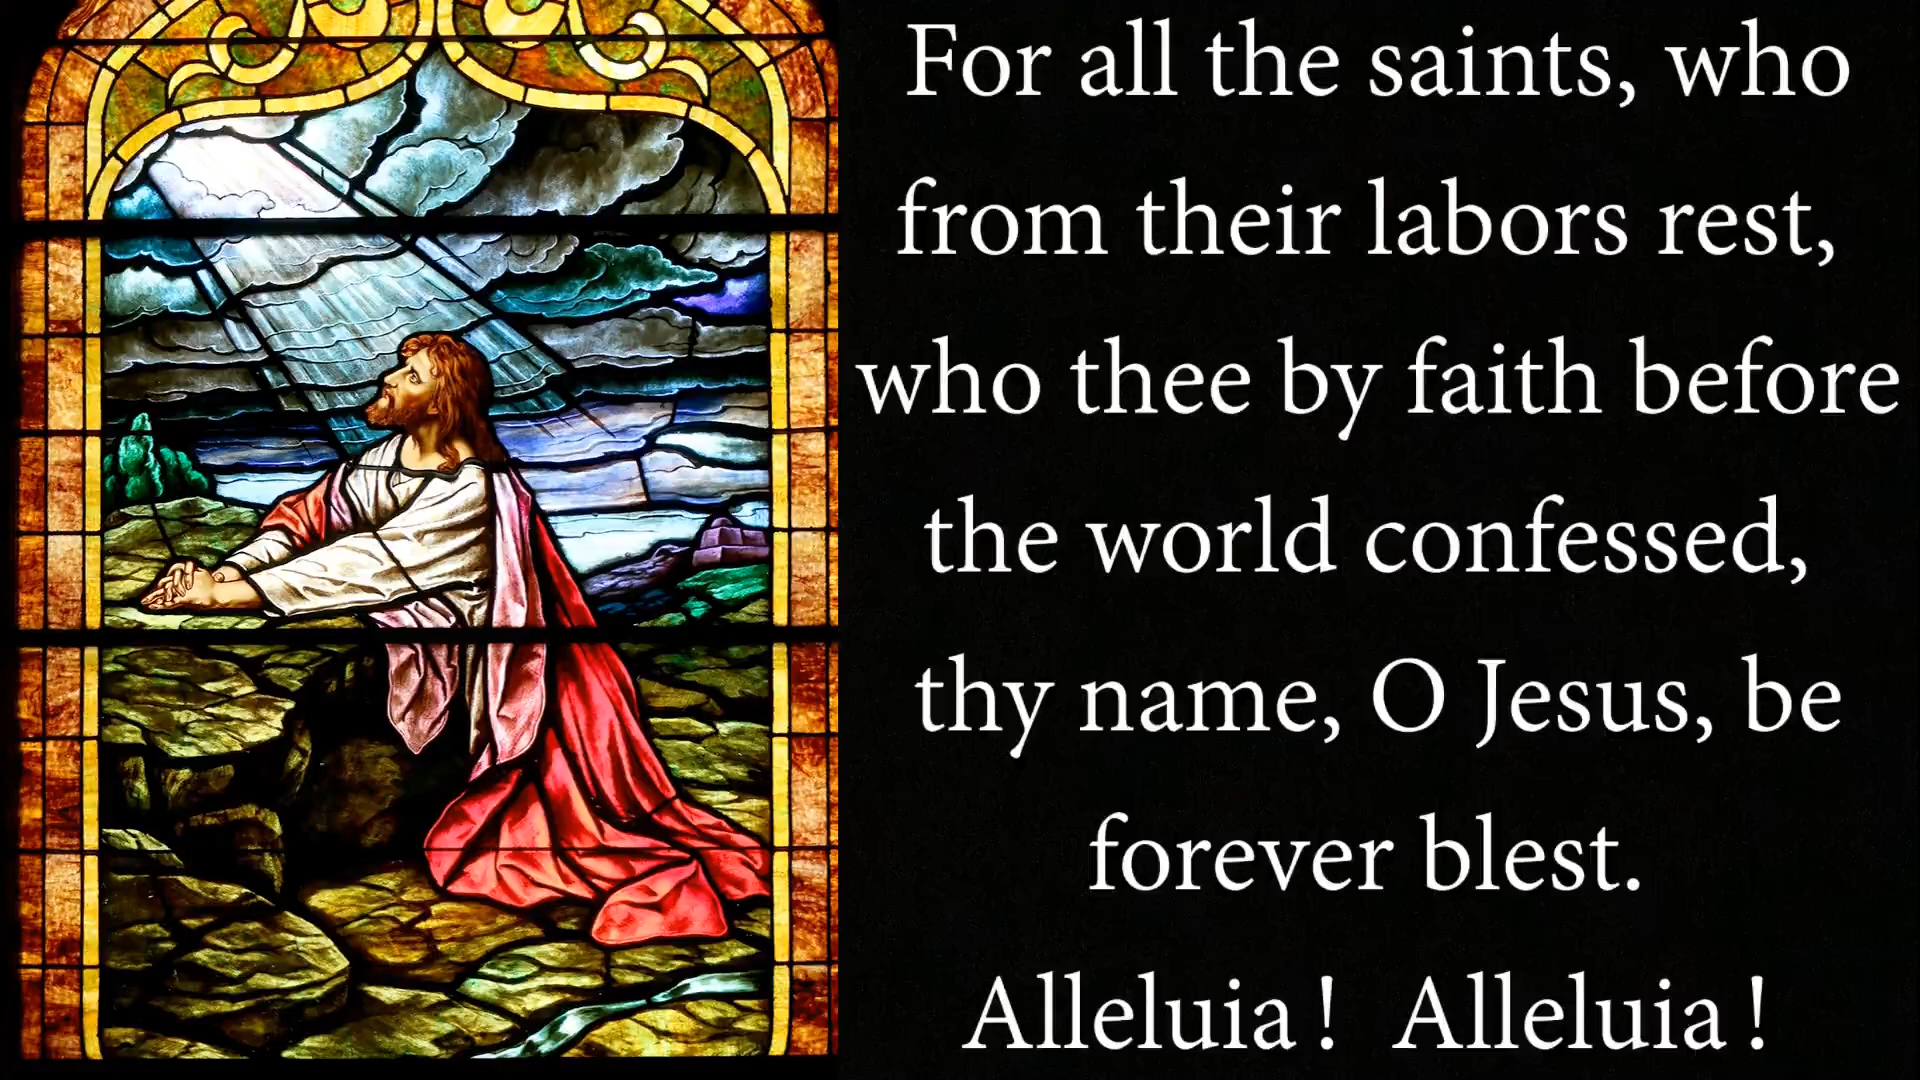 For all the saints, who
from their labors rest,
who thee by faith before
the world confessed,
thy name, O Jesus, be
forever blest.
Alleluia ! Alleluia !